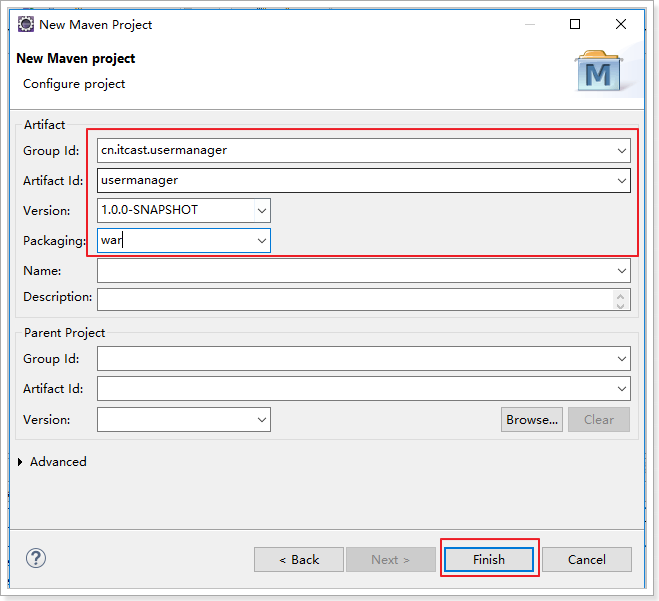 New Maven Project
New Maven project
Configure project
M
Artifact
Group Id: cn.itcast.usermanager
Artifact Id: usermanager
Version: 1.0.0-SNAPSHOT
Packaging: war
Name:
Description:
Parent Project
Group Id:
Artifact Id:
Version: Browse... Clear
Advanced
? < Back Next > Finish Cancel